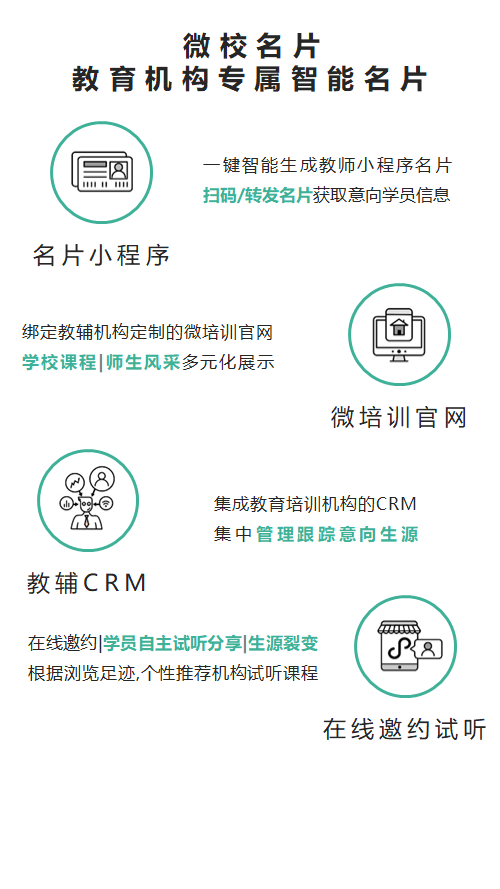 微校名片
教育机构专属智能名片
一键智能生成教师小程序名片
扫码/转发名片获取意向学员信息
名片小程序
绑定教辅机构定制的微培训官网
学校课程|师生风采多元化展示
微培训官网
集成教育培训机构的CRM
集中管理跟踪意向生源
教辅CRM
在线邀约|学员自主试听分享|生源裂变
根据浏览足迹,个性推荐机构试听课程
在线邀约试听